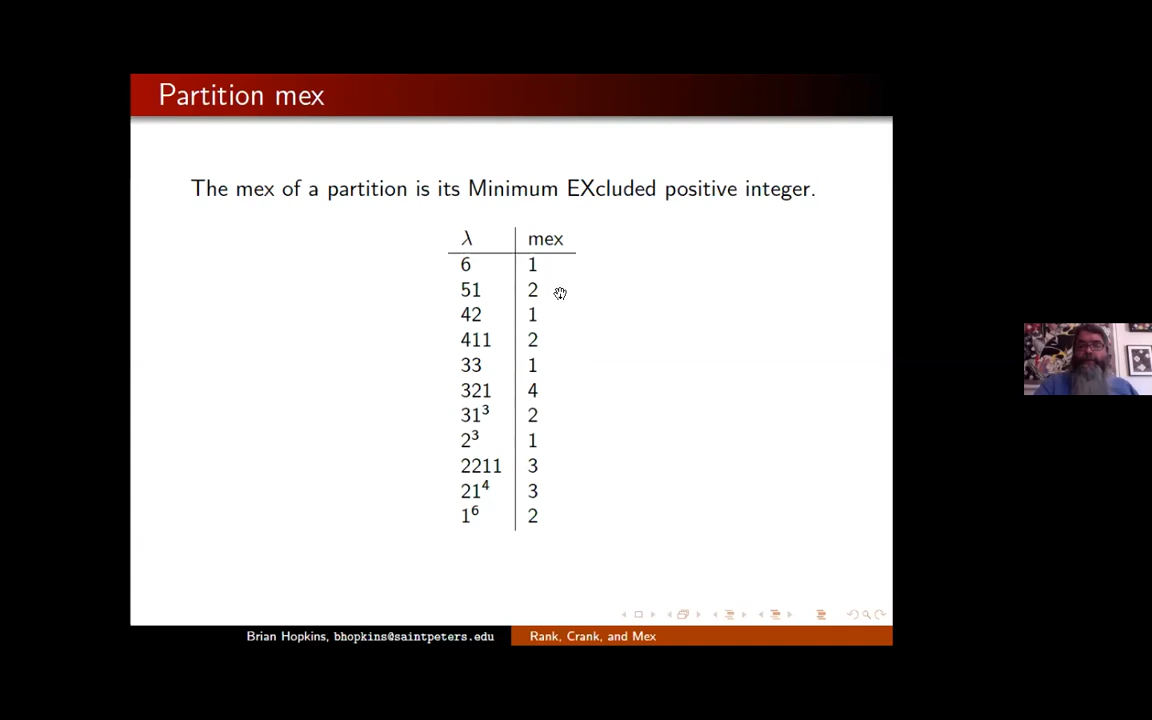 Partition mex
The mex of a partition is its Minimum EXcluded positive integer.
λ mex
6 1
51 2
42 1
411 2
33 1
321 4
31³ 2
2³ 1
2211 3
21⁴ 3
1⁶ 2
Brian Hopkins, bhopkins@saintpeters.edu Rank, Crank, and Mex